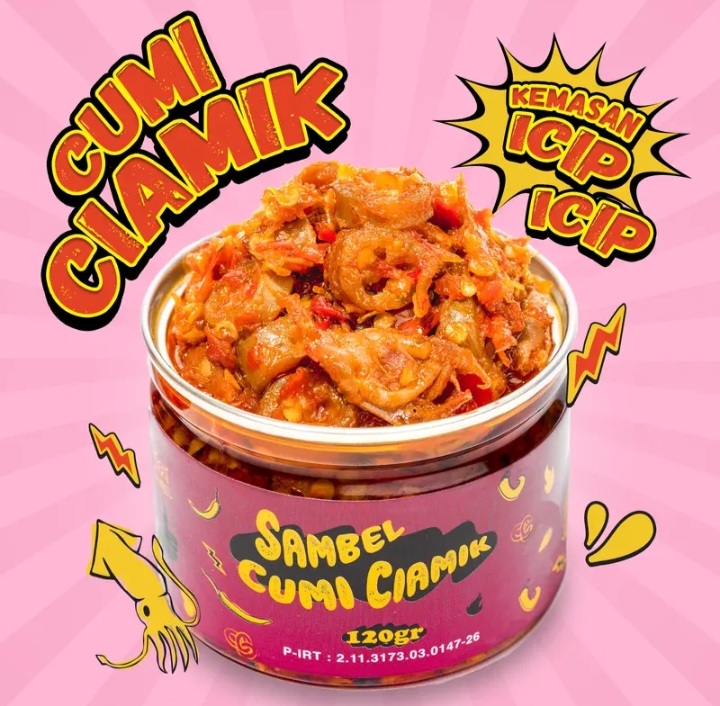 CUMI
CIAMIK
KEMASAN
ICIP
ICIP
SAMBEL
CUMI CIAMIK
120gr
P-IRT : 2.11.3173.03.0147-26